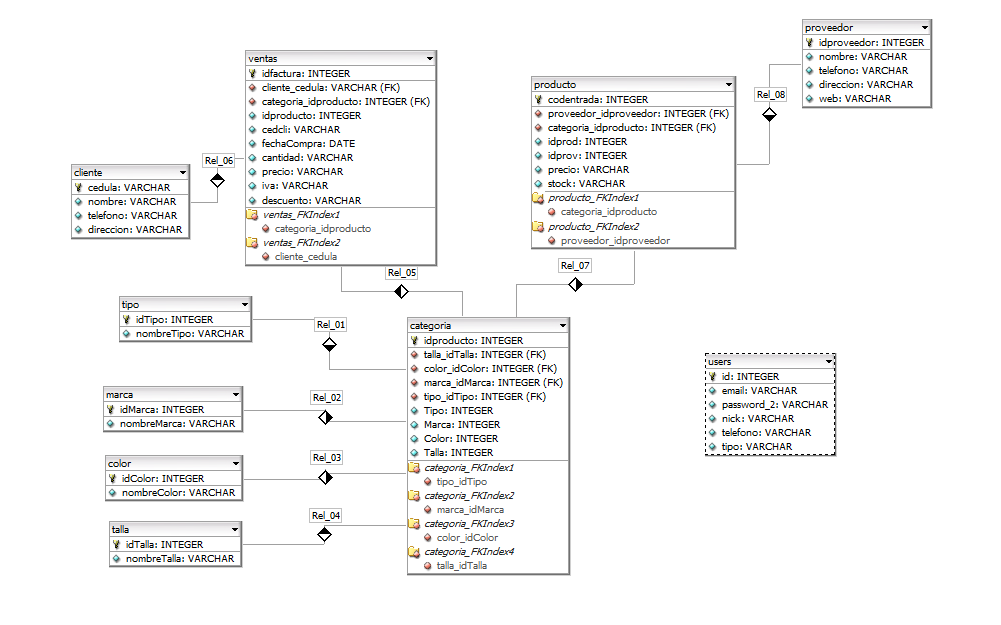 proveedor
idproveedor: INTEGER
nombre: VARCHAR
telefono: VARCHAR
direccion: VARCHAR
web: VARCHAR
ventas
idfactura: INTEGER
cliente_cedula: VARCHAR (FK)
categoria_idproducto: INTEGER (FK)
idproducto: INTEGER
cedcli: VARCHAR
fechaCompra: DATE
cantidad: VARCHAR
precio: VARCHAR
iva: VARCHAR
descuento: VARCHAR
ventas_FKIndex1
categoria_idproducto
ventas_FKIndex2
cliente_cedula
producto
codentrada: INTEGER
proveedor_idproveedor: INTEGER (FK)
categoria_idproducto: INTEGER (FK)
idprod: INTEGER
idprov: INTEGER
precio: VARCHAR
stock: VARCHAR
producto_FKIndex1
categoria_idproducto
producto_FKIndex2
proveedor_idproveedor
Rel_08
Rel_06
cliente
cedula: VARCHAR
nombre: VARCHAR
telefono: VARCHAR
direccion: VARCHAR
Rel_05
Rel_07
tipo
idTipo: INTEGER
nombreTipo: VARCHAR
Rel_01
categoria
idproducto: INTEGER
talla_idTalla: INTEGER (FK)
color_idColor: INTEGER (FK)
marca_idMarca: INTEGER (FK)
tipo_idTipo: INTEGER (FK)
Tipo: INTEGER
Marca: INTEGER
Color: INTEGER
Talla: INTEGER
categoria_FKIndex1
tipo_idTipo
categoria_FKIndex2
marca_idMarca
categoria_FKIndex3
color_idColor
categoria_FKIndex4
talla_idTalla
users
id: INTEGER
email: VARCHAR
password_2: VARCHAR
nick: VARCHAR
telefono: VARCHAR
tipo: VARCHAR
marca
idMarca: INTEGER
nombreMarca: VARCHAR
Rel_02
color
idColor: INTEGER
nombreColor: VARCHAR
Rel_03
talla
idTalla: INTEGER
nombreTalla: VARCHAR
Rel_04